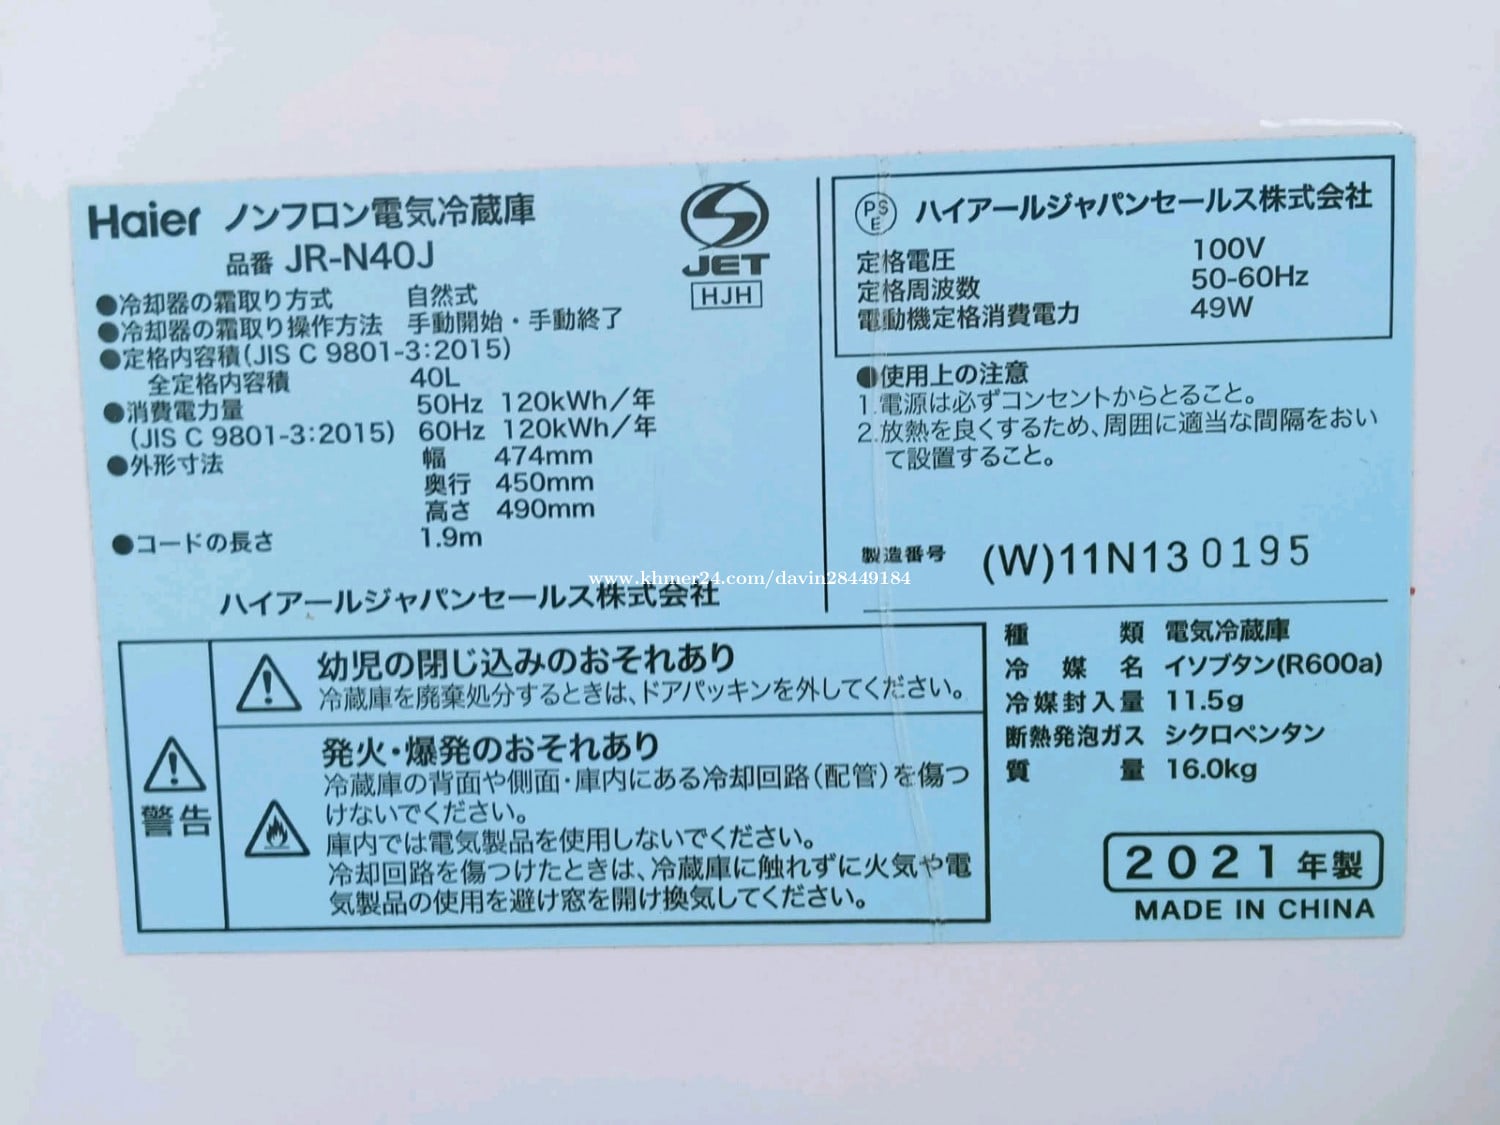 Haier ノンフロン電気冷蔵庫
品番 JR-N40J
●冷却器の霜取り方式 自然式
●冷却器の霜取り操作方法 手動開始・手動終了
●定格内容積(JIS C 9801-3:2015)
全定格内容積 40L
●消費電力量 50Hz 120kWh/年
(JIS C 9801-3:2015) 60Hz 120kWh/年
●外形寸法 幅 474mm
奥行 450mm
高さ 490mm
●コードの長さ 1.9m
ハイアールジャパンセールス株式会社
JET
HJH
PSE ハイアールジャパンセールス株式会社
定格電圧 100V
定格周波数 50-60Hz
電動機定格消費電力 49W
●使用上の注意
1.電源は必ずコンセントからとること。
2.放熱を良くするため、周囲に適当な間隔をおい
て設置すること。
製造番号 (W)11N130195
www.khmer24.com/davin28449184
警告
幼児の閉じ込みのおそれあり
冷蔵庫を廃棄処分するときは、ドアパッキンを外してください。
発火・爆発のおそれあり
冷蔵庫の背面や側面・庫内にある冷却回路(配管)を傷つ
けないでください。
庫内では電気製品を使用しないでください。
冷却回路を傷つけたときは、冷蔵庫に触れずに火気や電
気製品の使用を避け窓を開け換気してください。
種類 電気冷蔵庫
冷媒名 イソブタン(R600a)
冷媒封入量 11.5g
断熱発泡ガス シクロペンタン
質量 16.0kg
2021年製
MADE IN CHINA